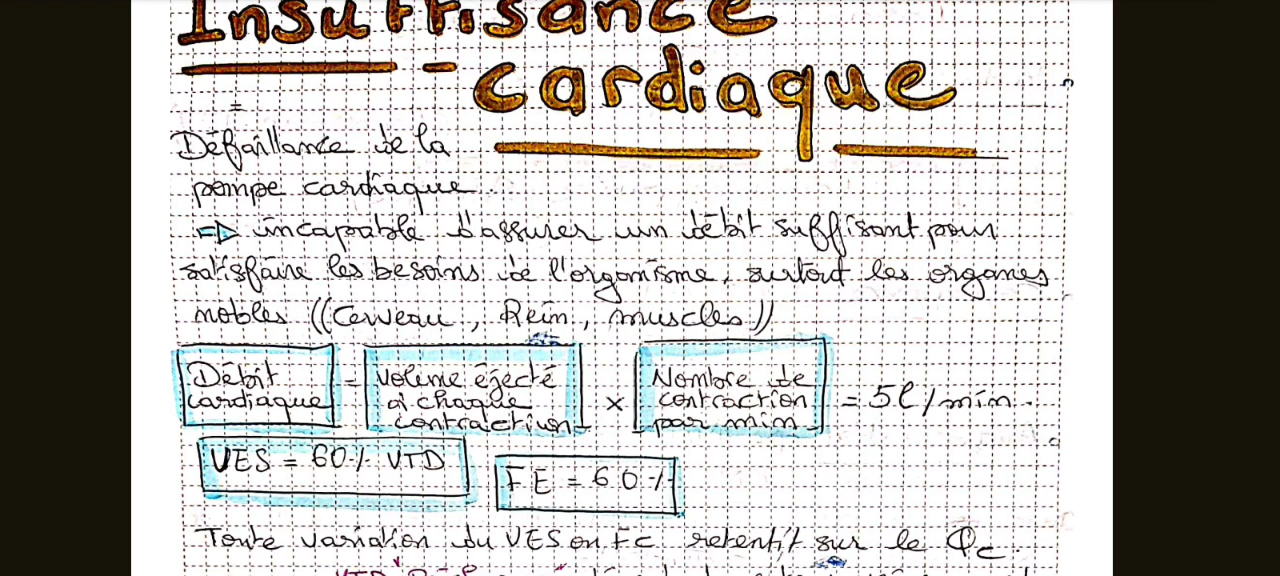 Insuffisance
cardiaque
Défaillance de la
pompe cardiaque.
⇒ incapable d'assurer un débit suffisant pour
satisfaire les besoins de l'organisme, surtout les organes
nobles ((Cerveau, Rein, muscles))
Débit cardiaque = Volume éjecté à chaque contraction × Nombre de contraction par min = 5l/min.
VES = 60% VTD
FE = 60%
Toute variation du VES ou Fc retentit sur le Qc.